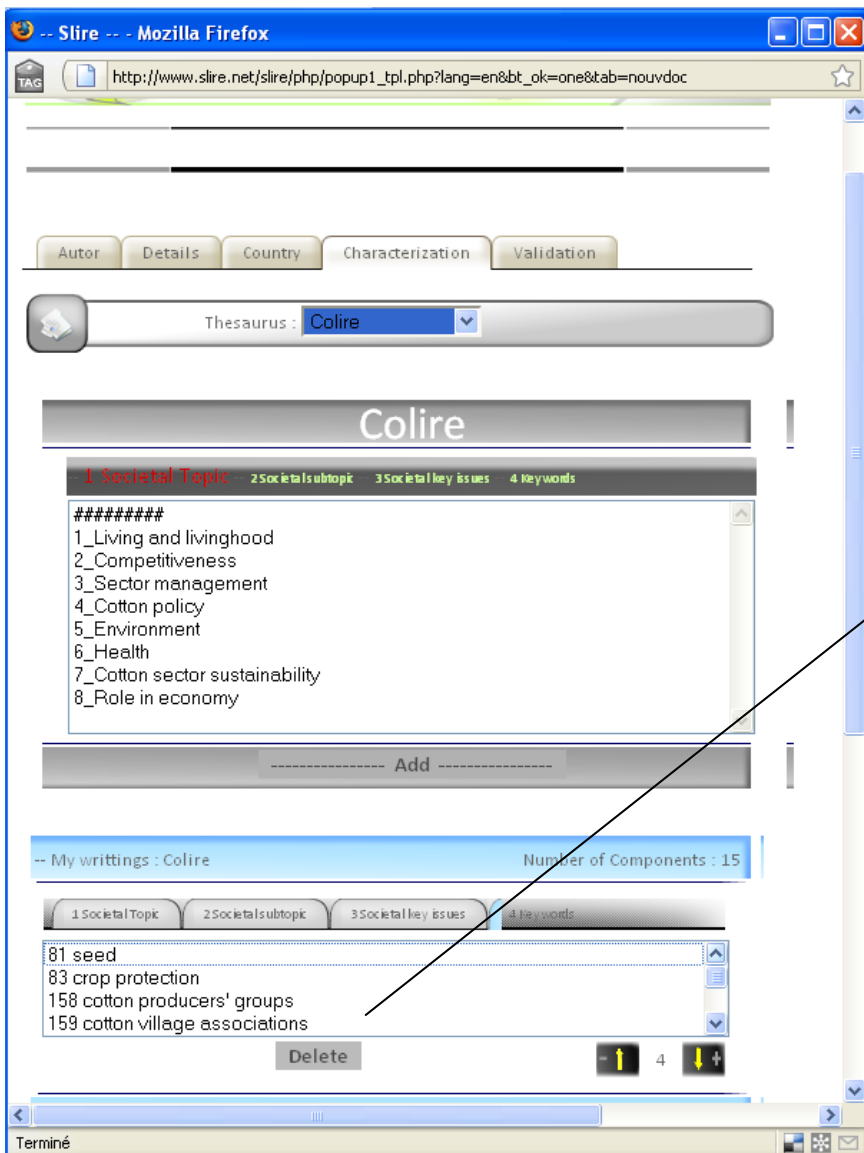 -- Slire -- - Mozilla Firefox
TAG http://www.slire.net/slire/php/popup1_tpl.php?lang=en&bt_ok=one&tab=nouvdoc
Autor Details Country Characterization Validation
Thesaurus : Colire
Colire
-- 1 Societal Topic -- 2 Societal subtopic -- 3 Societal key issues -- 4 Keywords
#########
1_Living and livinghood
2_Competitiveness
3_Sector management
4_Cotton policy
5_Environment
6_Health
7_Cotton sector sustainability
8_Role in economy
---------------- Add ----------------
-- My writtings : Colire Number of Components : 15
1 Societal Topic 2 Societal subtopic 3 Societal key issues 4 Keywords
81 seed
83 crop protection
158 cotton producers' groups
159 cotton village associations
Delete - 4 +
Terminé